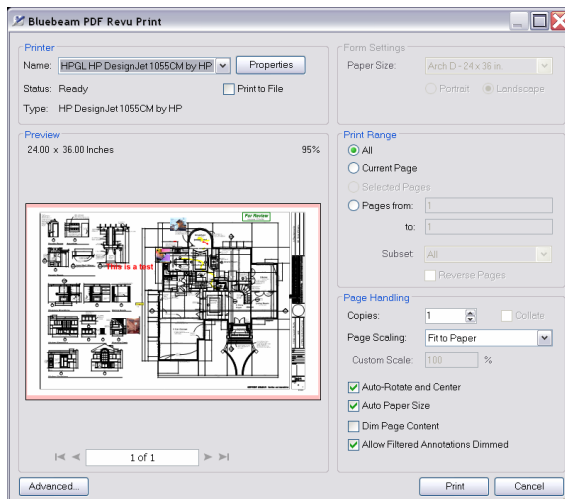 Bluebeam PDF Revu Print
Printer
Name: HPGL HP DesignJet 1055CM by HP Properties
Status: Ready Print to File
Type: HP DesignJet 1055CM by HP
Form Settings
Paper Size: Arch D - 24 x 36 in.
Portrait Landscape
Preview
24.00 x 36.00 Inches 95%
For Review
This is a test
1 of 1
Print Range
All
Current Page
Selected Pages
Pages from: 1
to: 1
Subset: All
Reverse Pages
Page Handling
Copies: 1 Collate
Page Scaling: Fit to Paper
Custom Scale: 100 %
Auto-Rotate and Center
Auto Paper Size
Dim Page Content
Allow Filtered Annotations Dimmed
Advanced... Print Cancel